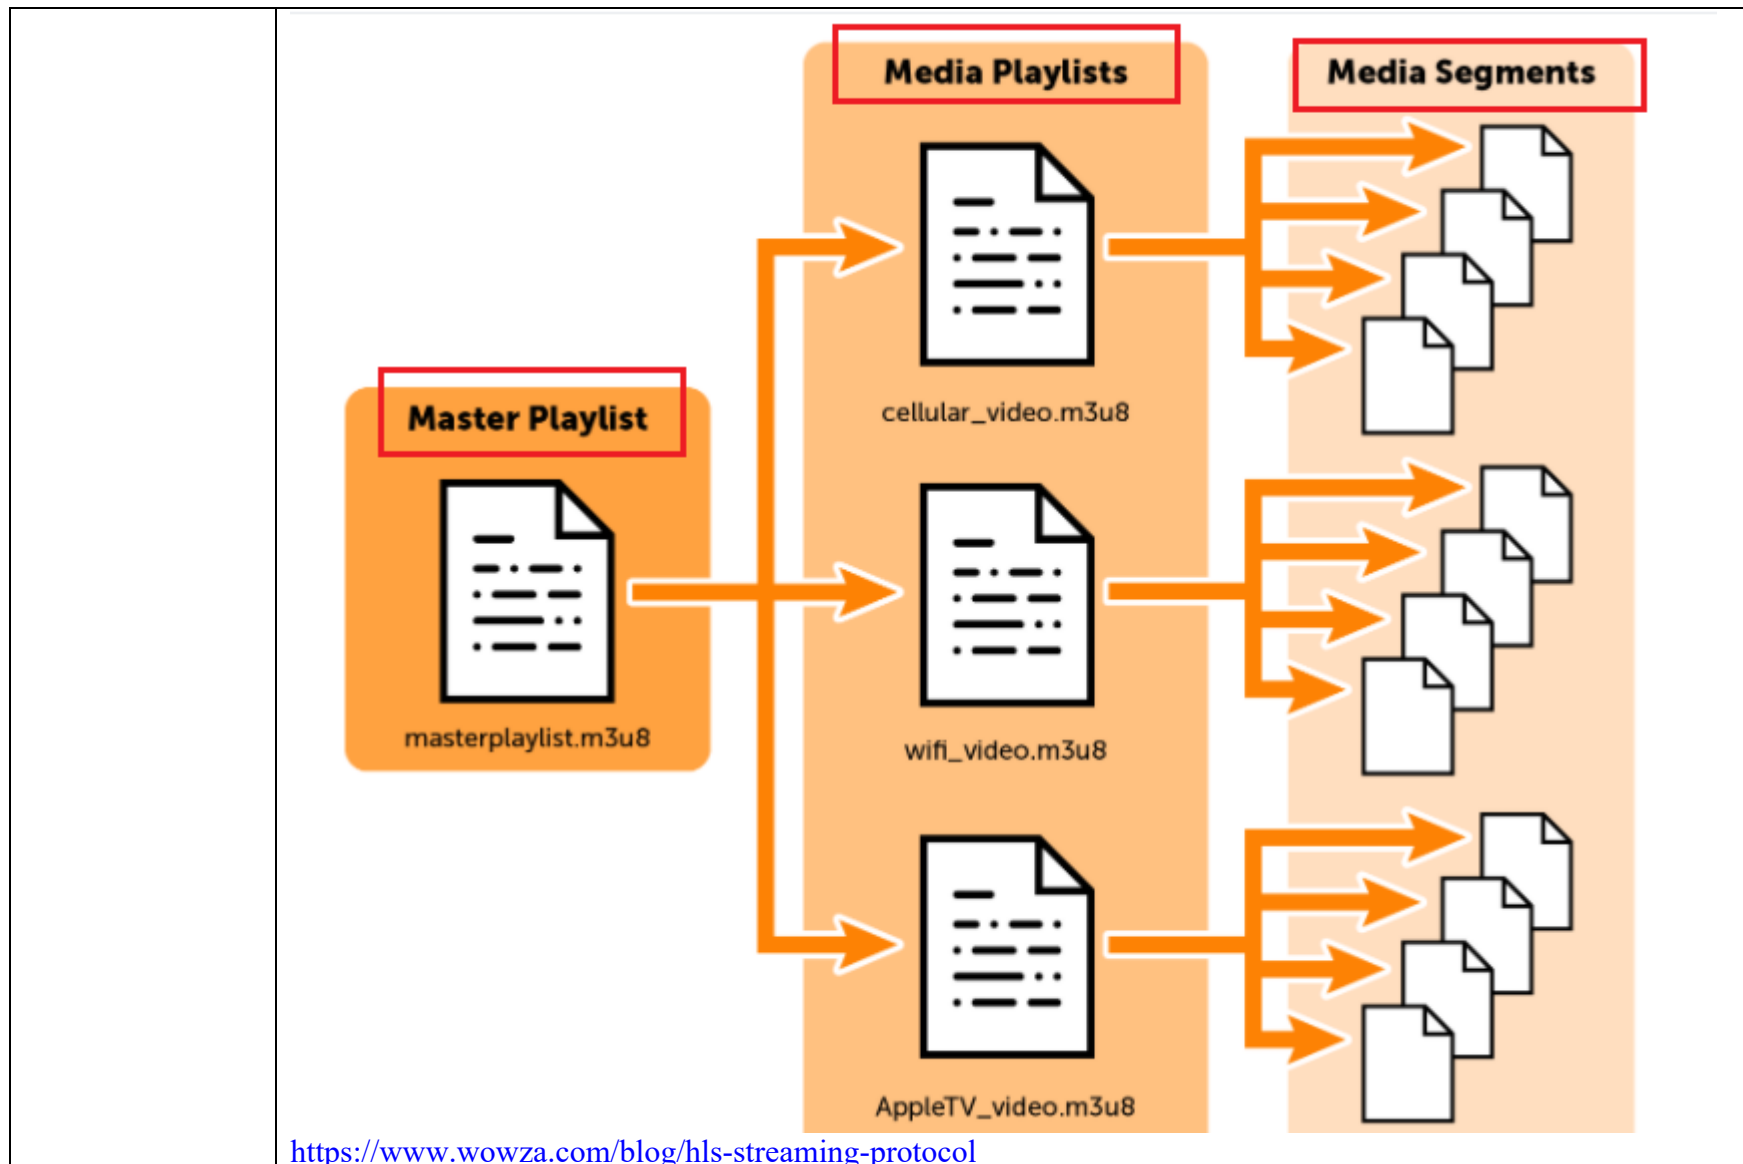 Media Playlists
Media Segments
cellular_video.m3u8
Master Playlist
masterplaylist.m3u8
wifi_video.m3u8
AppleTV_video.m3u8
https://www.wowza.com/blog/hls-streaming-protocol